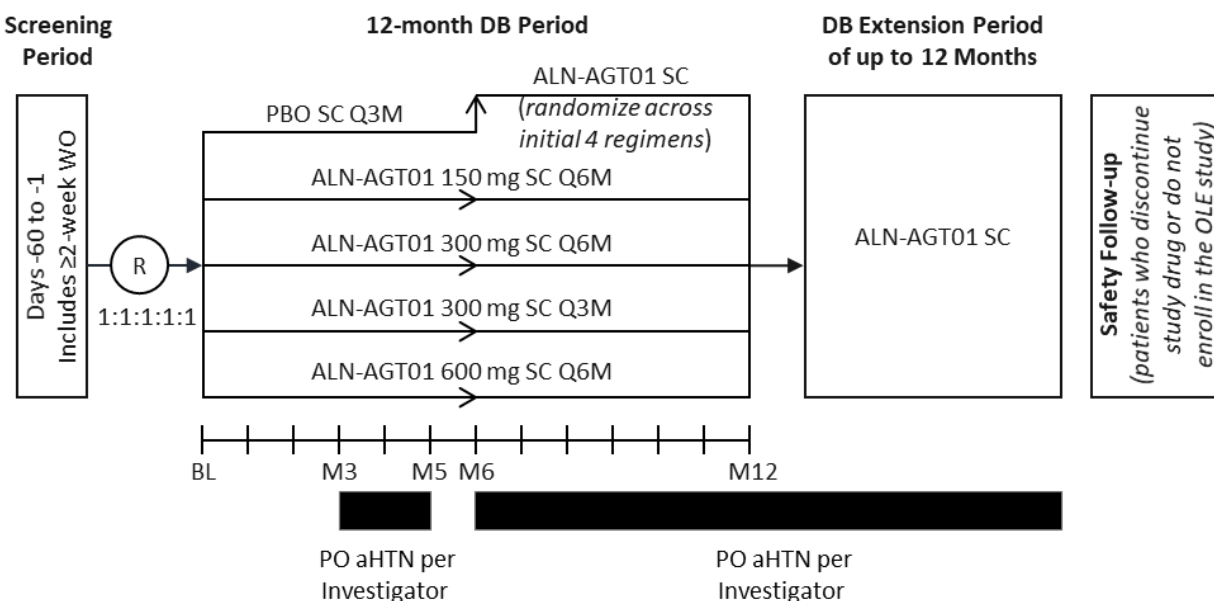 Screening
Period
12-month DB Period
DB Extension Period
of up to 12 Months
Days -60 to -1
Includes ≥2-week WO
R
1:1:1:1:1
PBO SC Q3M
ALN-AGT01 SC
(randomize across
initial 4 regimens)
ALN-AGT01 150 mg SC Q6M
ALN-AGT01 300 mg SC Q6M
ALN-AGT01 300 mg SC Q3M
ALN-AGT01 600 mg SC Q6M
ALN-AGT01 SC
Safety Follow-up
(patients who discontinue
study drug or do not
enroll in the OLE study)
BL M3 M5 M6 M12
PO aHTN per
Investigator
PO aHTN per
Investigator